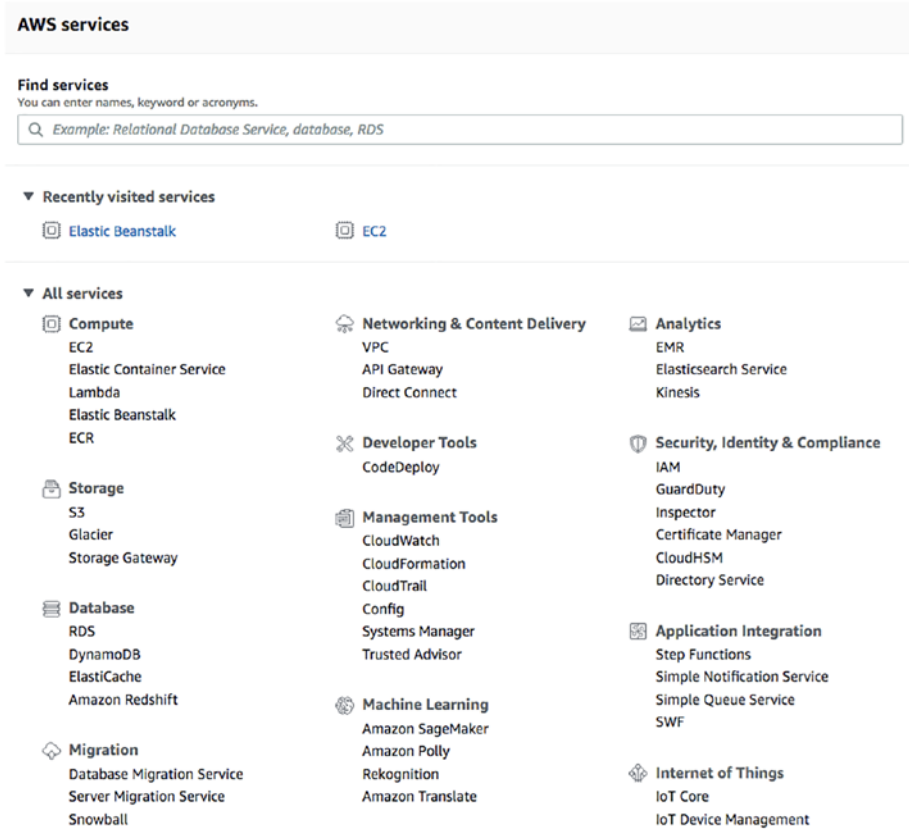 AWS services
Find services
You can enter names, keyword or acronyms.
Example: Relational Database Service, database, RDS
Recently visited services
Elastic Beanstalk
EC2
All services
Compute
EC2
Elastic Container Service
Lambda
Elastic Beanstalk
ECR
Storage
S3
Glacier
Storage Gateway
Database
RDS
DynamoDB
ElastiCache
Amazon Redshift
Migration
Database Migration Service
Server Migration Service
Snowball
Networking & Content Delivery
VPC
API Gateway
Direct Connect
Developer Tools
CodeDeploy
Management Tools
CloudWatch
CloudFormation
CloudTrail
Config
Systems Manager
Trusted Advisor
Machine Learning
Amazon SageMaker
Amazon Polly
Rekognition
Amazon Translate
Analytics
EMR
Elasticsearch Service
Kinesis
Security, Identity & Compliance
IAM
GuardDuty
Inspector
Certificate Manager
CloudHSM
Directory Service
Application Integration
Step Functions
Simple Notification Service
Simple Queue Service
SWF
Internet of Things
IoT Core
IoT Device Management